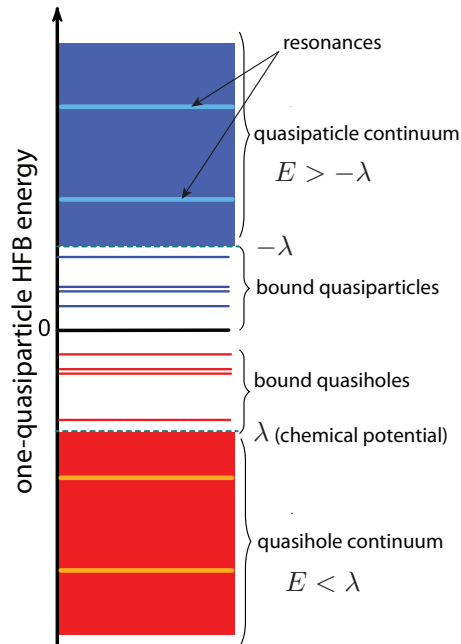 resonances
quasipaticle continuum
E > −λ
−λ
bound quasiparticles
0
bound quasiholes
λ (chemical potential)
quasihole continuum
E < λ
one-quasiparticle HFB energy